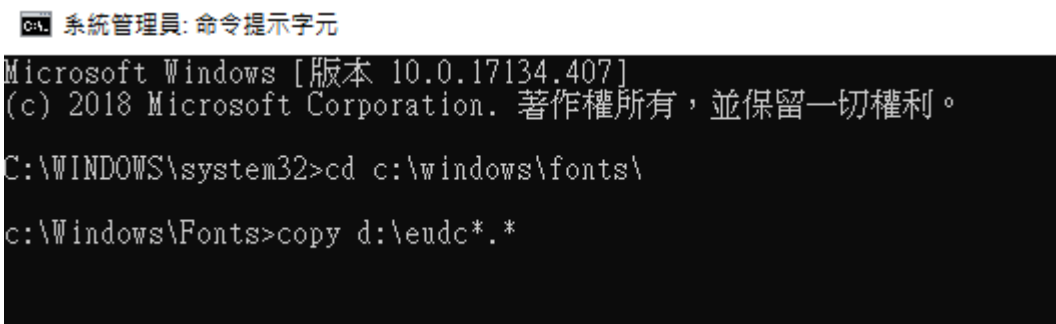 系統管理員: 命令提示字元
Microsoft Windows [版本 10.0.17134.407]
(c) 2018 Microsoft Corporation. 著作權所有，並保留一切權利。
C:\WINDOWS\system32>cd c:\windows\fonts\
c:\Windows\Fonts>copy d:\eudc*.*